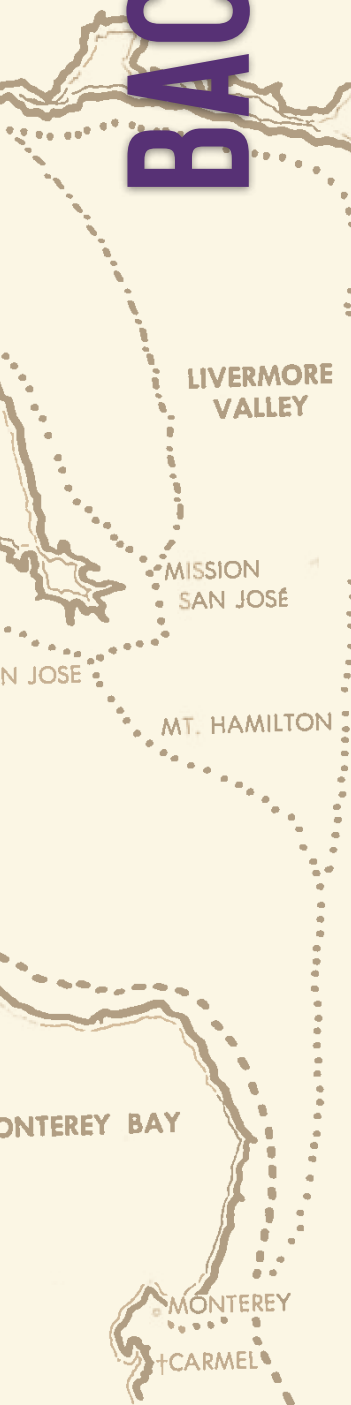 BAC
LIVERMORE
VALLEY
MISSION
SAN JOSÉ
N JOSE
MT. HAMILTON
ONTEREY BAY
MONTEREY
†CARMEL